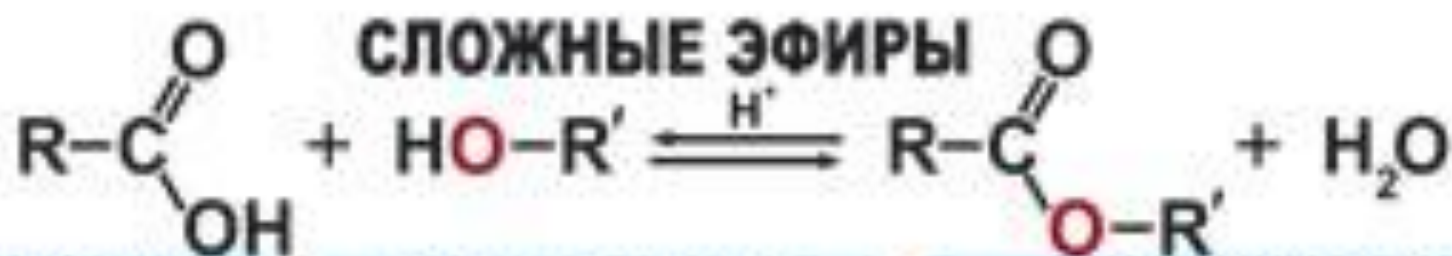 СЛОЖНЫЕ ЭФИРЫ
R–C(=O)–OH + HO–R′ ⇌ (H⁺) R–C(=O)–O–R′ + H₂O